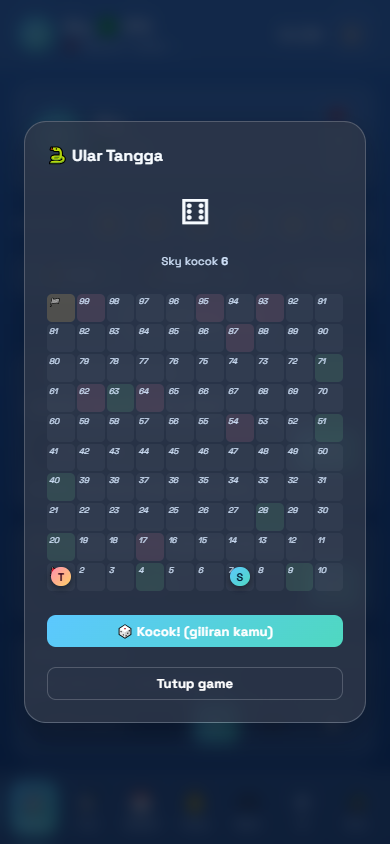 Ular Tangga
Sky kocok 6
99 98 97 96 95 94 93 92 91
81 82 83 84 85 86 87 88 89 90
80 79 78 77 76 75 74 73 72 71
61 62 63 64 65 66 67 68 69 70
60 59 58 57 56 55 54 53 52 51
41 42 43 44 45 46 47 48 49 50
40 39 38 37 36 35 34 33 32 31
21 22 23 24 25 26 27 28 29 30
20 19 18 17 16 15 14 13 12 11
T 2 3 4 5 6 7 S 8 9 10
Kocok! (giliran kamu)
Tutup game